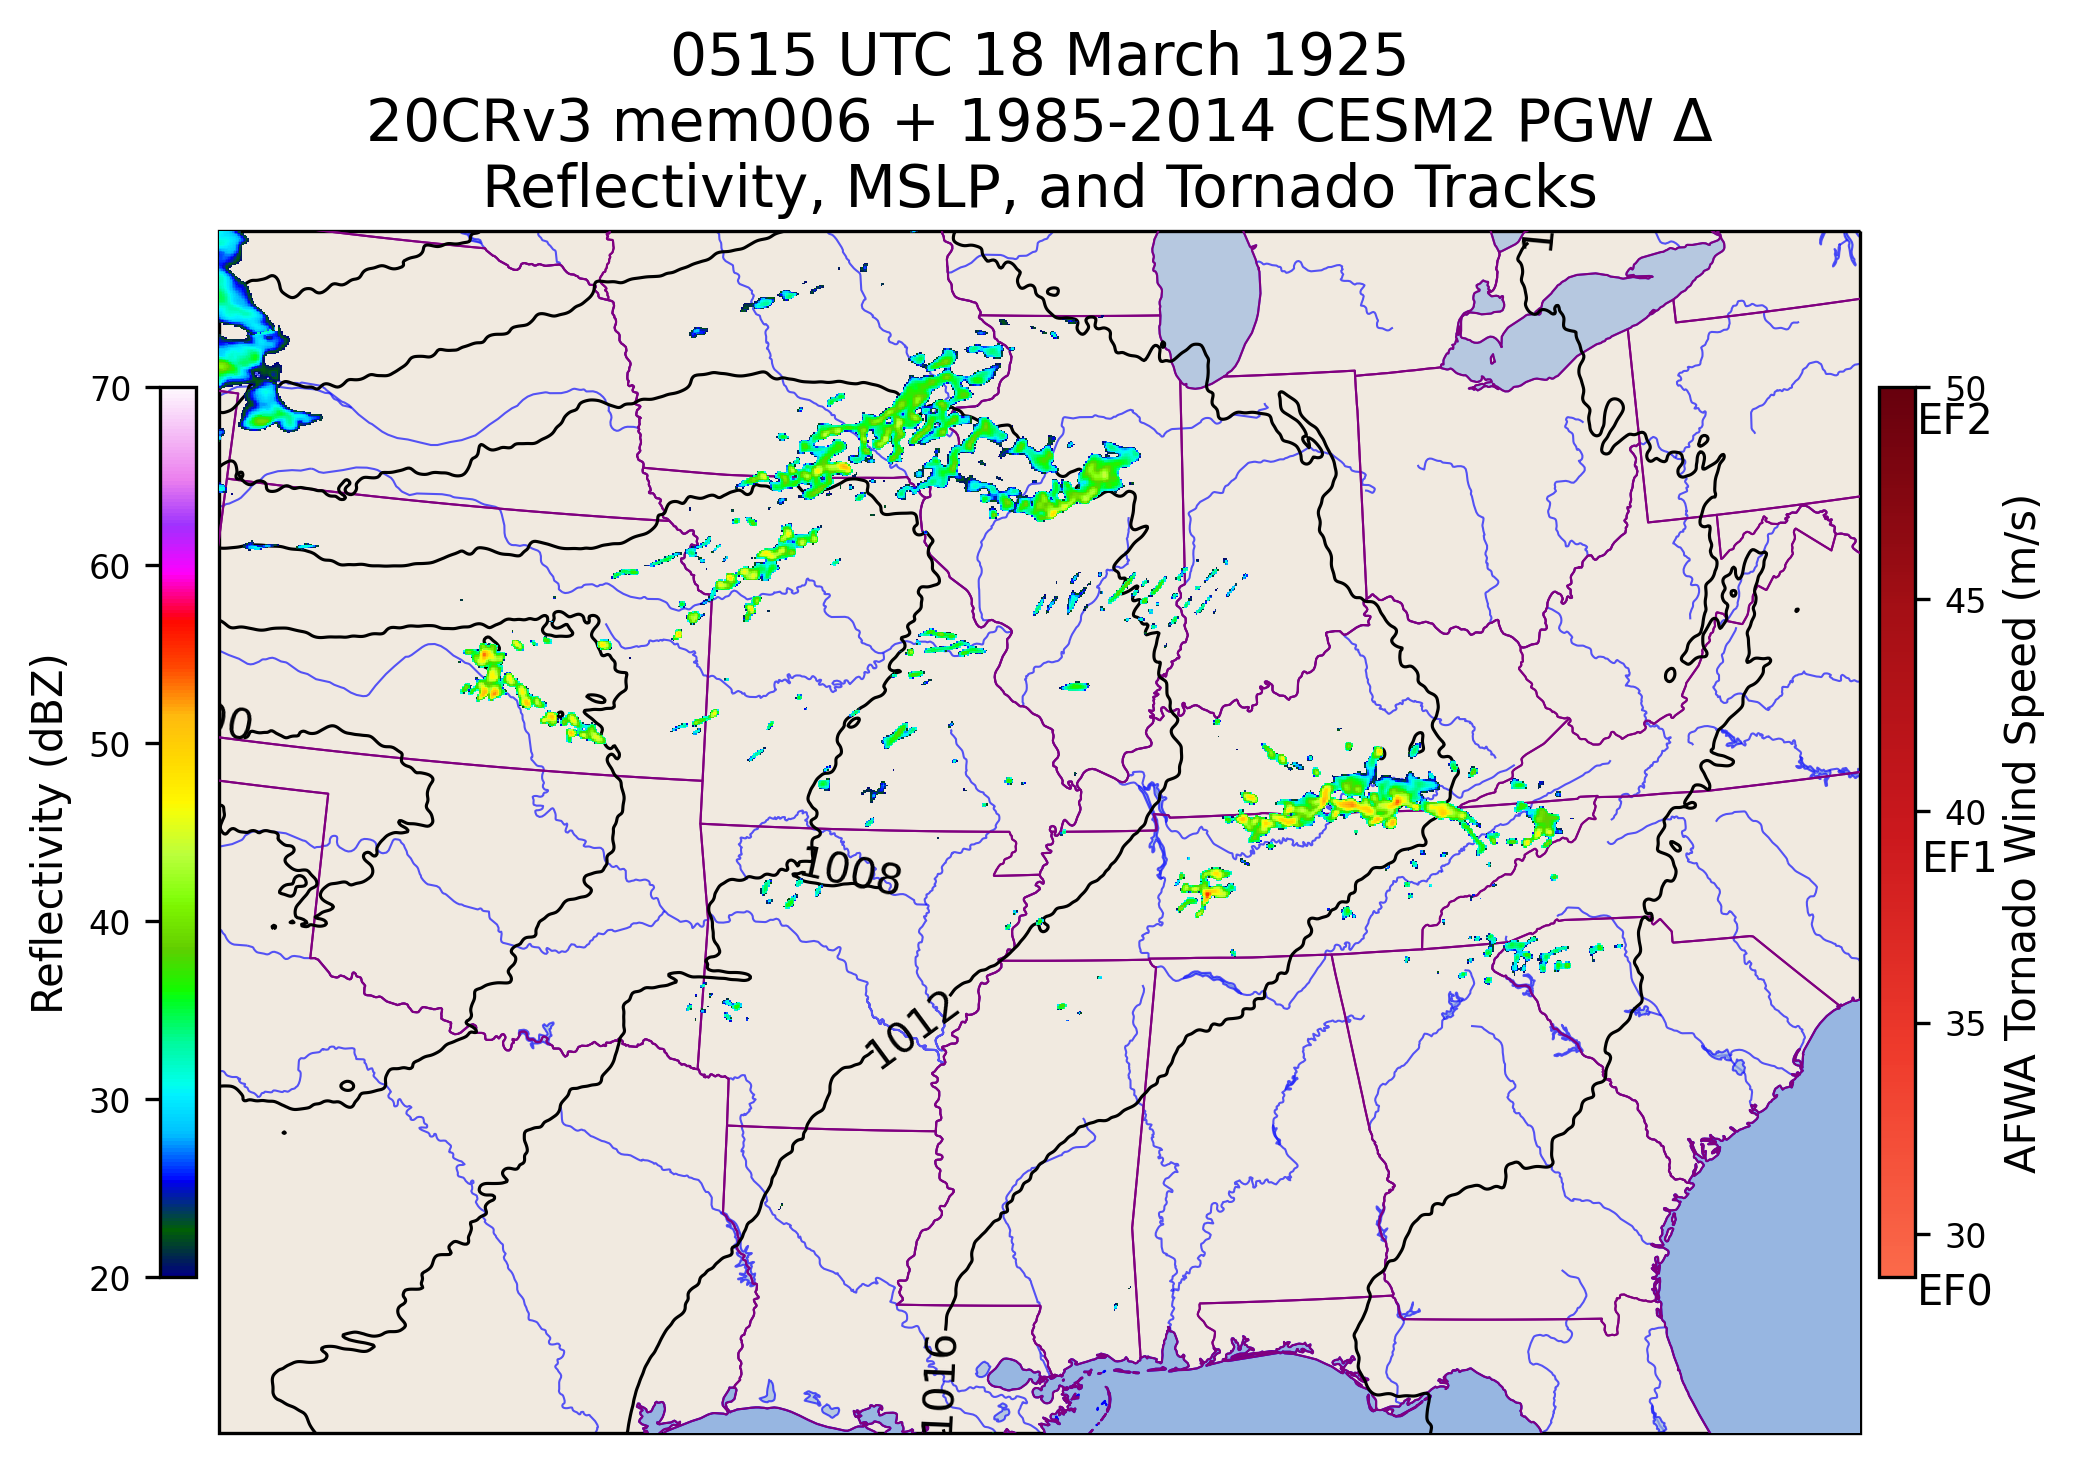 0515 UTC 18 March 1925
20CRv3 mem006 + 1985-2014 CESM2 PGW Δ
Reflectivity, MSLP, and Tornado Tracks
70
60
50
40
30
20
Reflectivity (dBZ)
1008
1012
1016
50
EF2
45
40
EF1
35
30
EF0
AFWA Tornado Wind Speed (m/s)